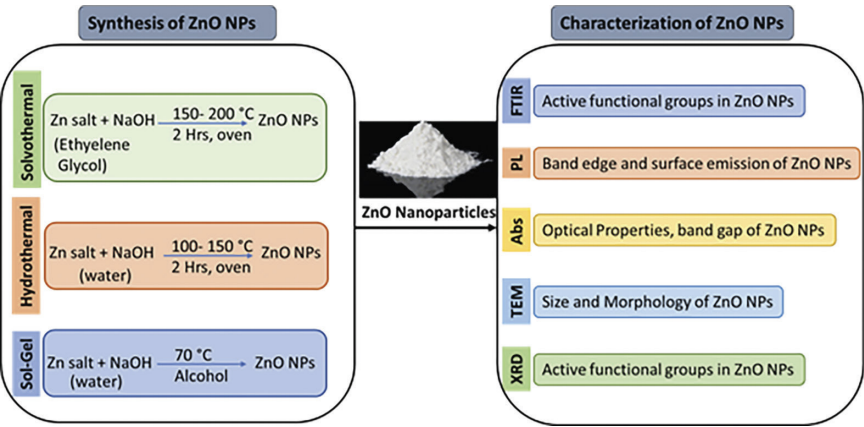 Synthesis of ZnO NPs
Solvothermal
Zn salt + NaOH
(Ethyelene
Glycol)
150- 200 °C
2 Hrs, oven
ZnO NPs
Hydrothermal
Zn salt + NaOH
(water)
100- 150 °C
2 Hrs, oven
ZnO NPs
Sol-Gel
Zn salt + NaOH
(water)
70 °C
Alcohol
ZnO NPs
ZnO Nanoparticles
Characterization of ZnO NPs
FTIR
Active functional groups in ZnO NPs
PL
Band edge and surface emission of ZnO NPs
Abs
Optical Properties, band gap of ZnO NPs
TEM
Size and Morphology of ZnO NPs
XRD
Active functional groups in ZnO NPs